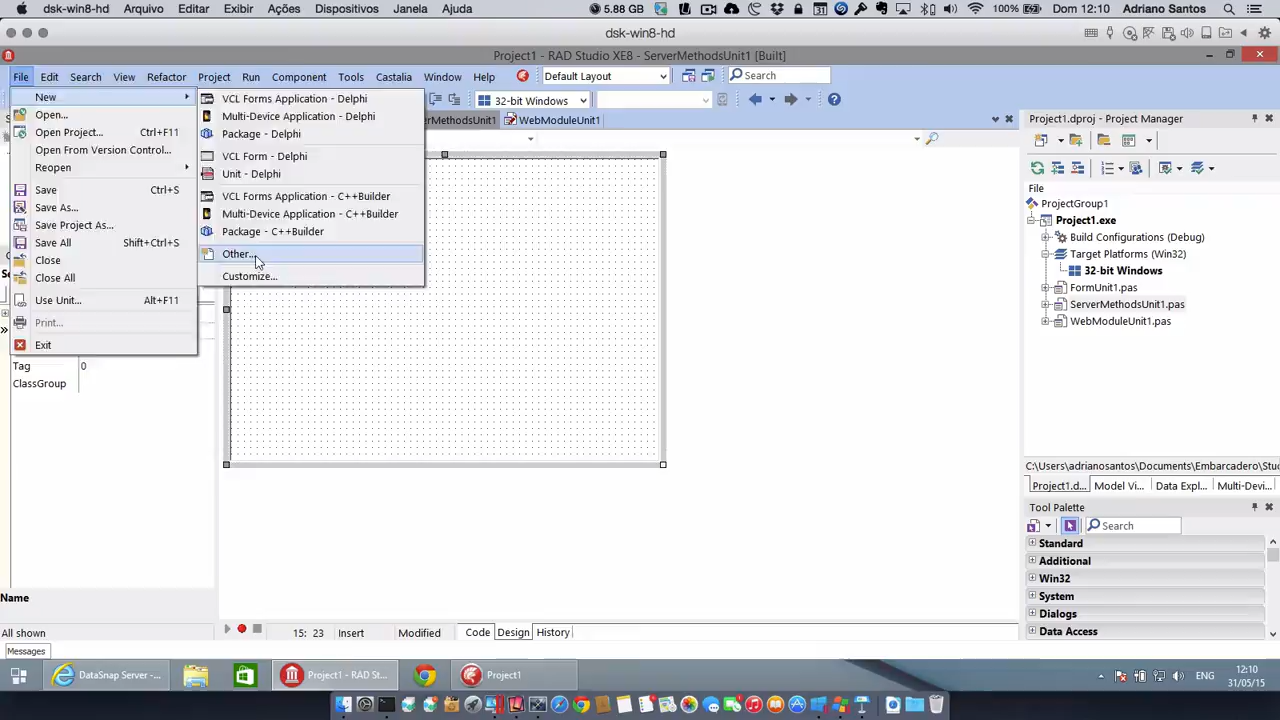 dsk-win8-hd Arquivo Editar Exibir Ações Dispositivos Janela Ajuda 5.88 GB 100% Dom 12:10 Adriano Santos
dsk-win8-hd
Project1 - RAD Studio XE8 - ServerMethodsUnit1 [Built]
File Edit Search View Refactor Project Run Component Tools Castalia Window Help Default Layout Search
New
Open...
Open Project... Ctrl+F11
Open From Version Control...
Reopen
Save Ctrl+S
Save As...
Save Project As...
Save All Shift+Ctrl+S
Close
Close All
Use Unit... Alt+F11
Print...
Exit
VCL Forms Application - Delphi
Multi-Device Application - Delphi
Package - Delphi
VCL Form - Delphi
Unit - Delphi
VCL Forms Application - C++Builder
Multi-Device Application - C++Builder
Package - C++Builder
Other...
Customize...
32-bit Windows
erMethodsUnit1 WebModuleUnit1
Tag 0
ClassGroup
Name
All shown
15: 23 Insert Modified Code Design History
Messages
Project1.dproj - Project Manager
File
ProjectGroup1
Project1.exe
Build Configurations (Debug)
Target Platforms (Win32)
32-bit Windows
FormUnit1.pas
ServerMethodsUnit1.pas
WebModuleUnit1.pas
C:\Users\adrianosantos\Documents\Embarcadero\Stu
Project1.d... Model Vi... Data Expl... Multi-Devi...
Tool Palette
Search
Standard
Additional
Win32
System
Dialogs
Data Access
DataSnap Server -... Project1 - RAD St... Project1 ENG 12:10
31/05/15